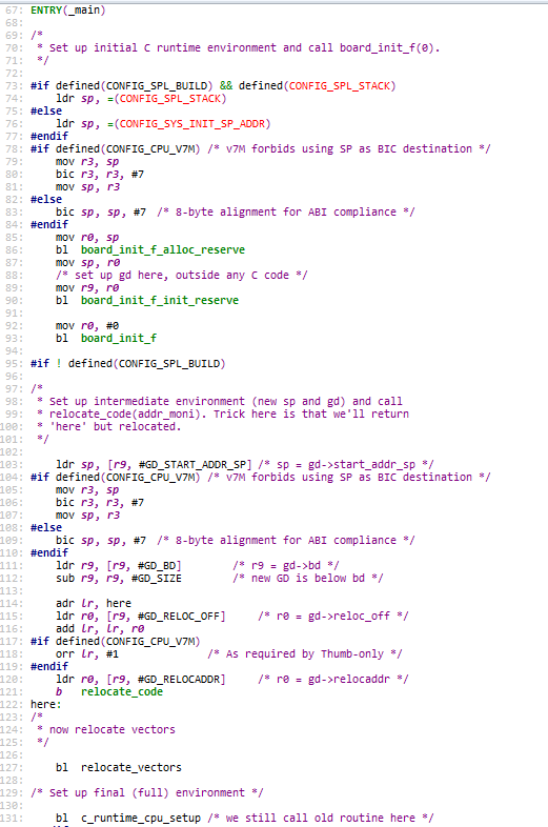 67: ENTRY(_main)
68:
69: /*
70:  * Set up initial C runtime environment and call board_init_f(0).
71:  */
72:
73: #if defined(CONFIG_SPL_BUILD) && defined(CONFIG_SPL_STACK)
74:     ldr sp, =(CONFIG_SPL_STACK)
75: #else
76:     ldr sp, =(CONFIG_SYS_INIT_SP_ADDR)
77: #endif
78: #if defined(CONFIG_CPU_V7M) /* v7M forbids using SP as BIC destination */
79:     mov r3, sp
80:     bic r3, r3, #7
81:     mov sp, r3
82: #else
83:     bic sp, sp, #7 /* 8-byte alignment for ABI compliance */
84: #endif
85:     mov r0, sp
86:     bl  board_init_f_alloc_reserve
87:     mov sp, r0
88:     /* set up gd here, outside any C code */
89:     mov r9, r0
90:     bl  board_init_f_init_reserve
91:
92:     mov r0, #0
93:     bl  board_init_f
94:
95: #if ! defined(CONFIG_SPL_BUILD)
96:
97: /*
98:  * Set up intermediate environment (new sp and gd) and call
99:  * relocate_code(addr_moni). Trick here is that we'll return
100:  * 'here' but relocated.
101:  */
102:
103:     ldr sp, [r9, #GD_START_ADDR_SP] /* sp = gd->start_addr_sp */
104: #if defined(CONFIG_CPU_V7M) /* v7M forbids using SP as BIC destination */
105:     mov r3, sp
106:     bic r3, r3, #7
107:     mov sp, r3
108: #else
109:     bic sp, sp, #7 /* 8-byte alignment for ABI compliance */
110: #endif
111:     ldr r9, [r9, #GD_BD]        /* r9 = gd->bd */
112:     sub r9, r9, #GD_SIZE        /* new GD is below bd */
113:
114:     adr lr, here
115:     ldr r0, [r9, #GD_RELOC_OFF]     /* r0 = gd->reloc_off */
116:     add lr, lr, r0
117: #if defined(CONFIG_CPU_V7M)
118:     orr lr, #1              /* As required by Thumb-only */
119: #endif
120:     ldr r0, [r9, #GD_RELOCADDR]     /* r0 = gd->relocaddr */
121:     b   relocate_code
122: here:
123: /*
124:  * now relocate vectors
125:  */
126:
127:     bl  relocate_vectors
128:
129: /* Set up final (full) environment */
130:
131:     bl  c_runtime_cpu_setup /* we still call old routine here */